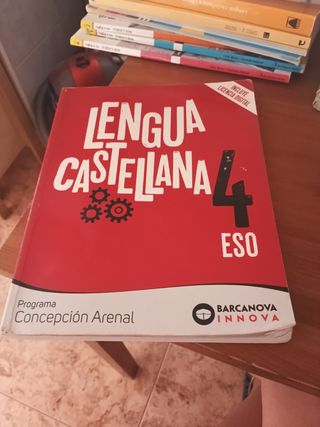 INCLUYE
LICENCIA DIGITAL
LENGUA
CASTELLANA 4
ESO
Programa
Concepción Arenal
BARCANOVA
INNOVA